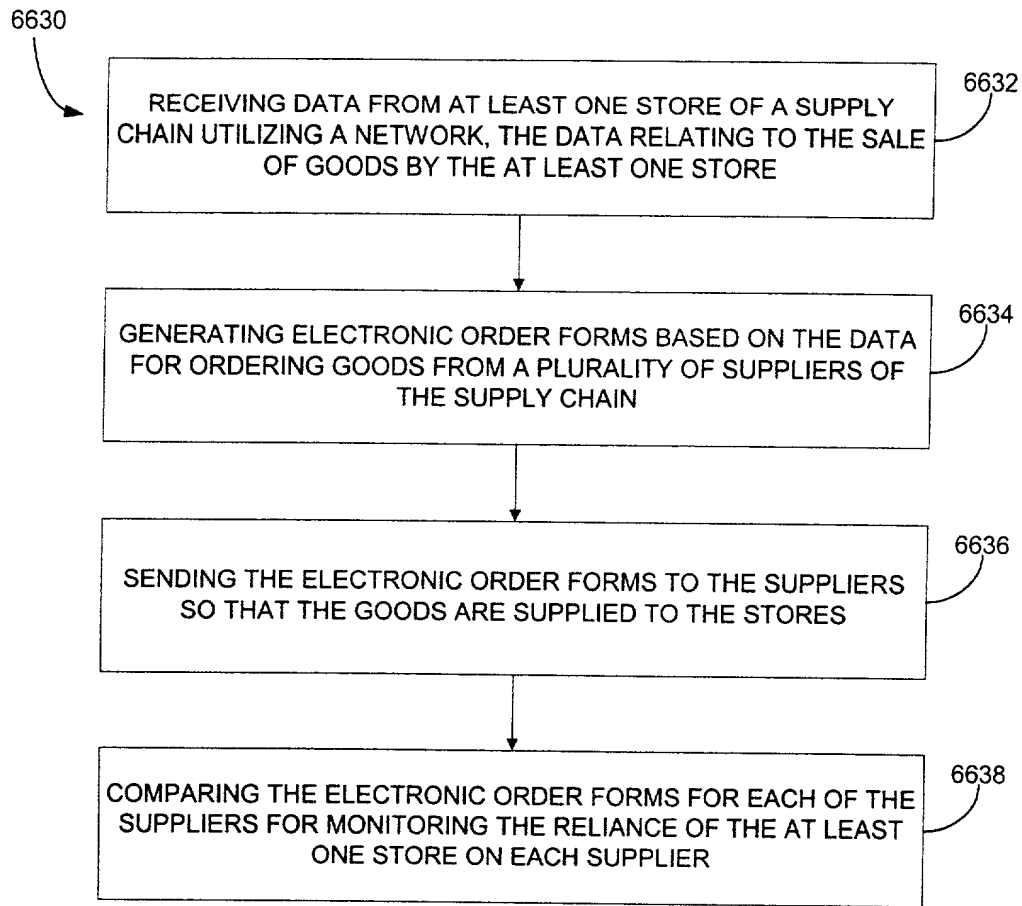 6630
6632
RECEIVING DATA FROM AT LEAST ONE STORE OF A SUPPLY
CHAIN UTILIZING A NETWORK, THE DATA RELATING TO THE SALE
OF GOODS BY THE AT LEAST ONE STORE
6634
GENERATING ELECTRONIC ORDER FORMS BASED ON THE DATA
FOR ORDERING GOODS FROM A PLURALITY OF SUPPLIERS OF
THE SUPPLY CHAIN
6636
SENDING THE ELECTRONIC ORDER FORMS TO THE SUPPLIERS
SO THAT THE GOODS ARE SUPPLIED TO THE STORES
6638
COMPARING THE ELECTRONIC ORDER FORMS FOR EACH OF THE
SUPPLIERS FOR MONITORING THE RELIANCE OF THE AT LEAST
ONE STORE ON EACH SUPPLIER